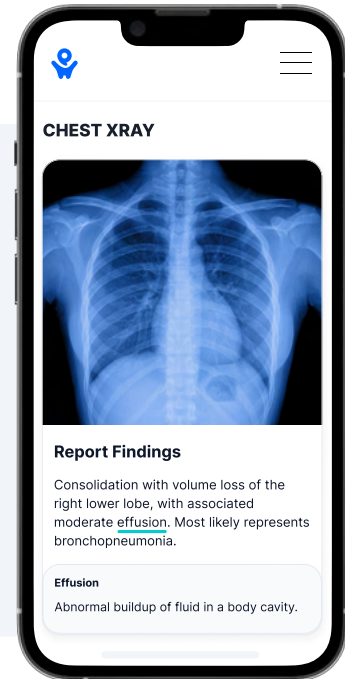 CHEST XRAY
Report Findings
Consolidation with volume loss of the
right lower lobe, with associated
moderate effusion. Most likely represents
bronchopneumonia.
Effusion
Abnormal buildup of fluid in a body cavity.